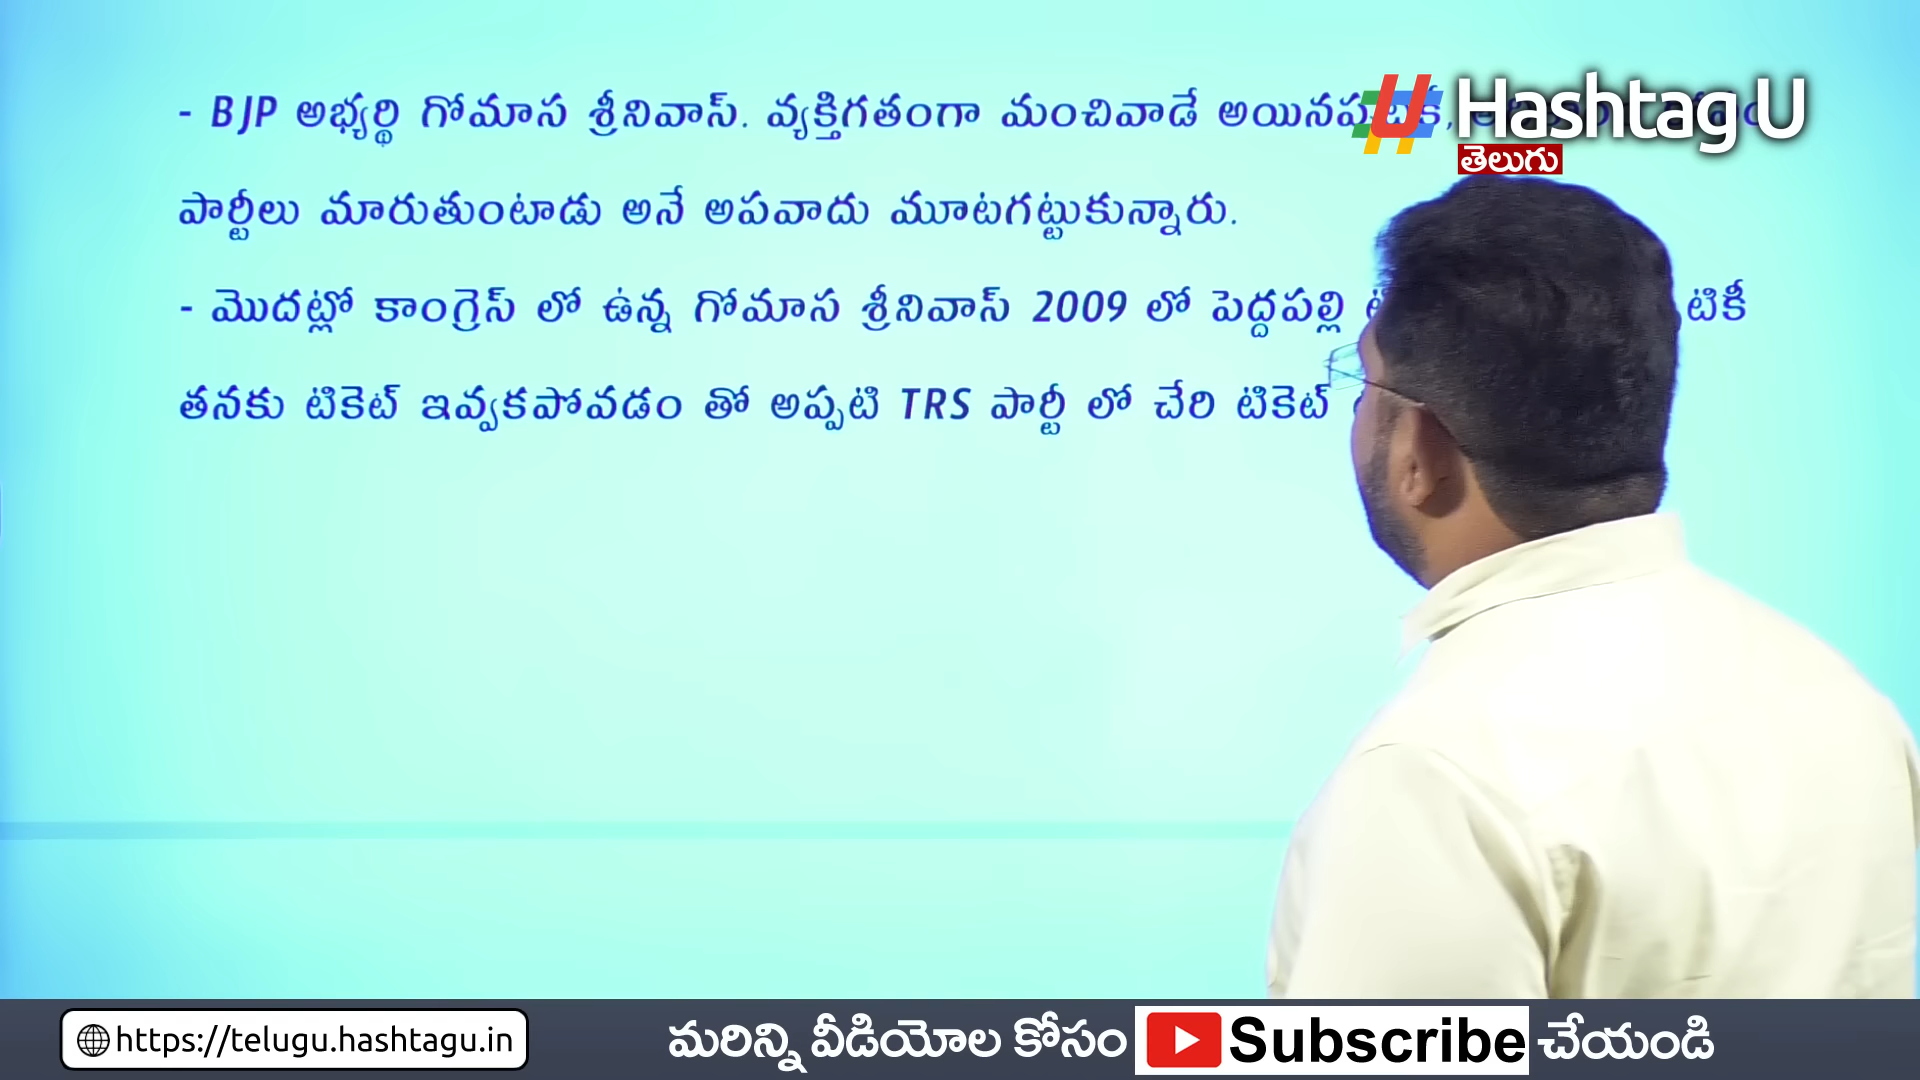 - BJP అభ్యర్థి గోమాస శ్రీనివాస్. వ్యక్తిగతంగా మంచివాడే అయినప్పటికీ,
Hashtag U
తెలుగు
పార్టీలు మారుతుంటాడు అనే అపవాదు మూటగట్టుకున్నారు.
- మొదట్లో కాంగ్రెస్ లో ఉన్న గోమాస శ్రీనివాస్ 2009 లో పెద్దపల్లి
తనకు టికెట్ ఇవ్వకపోవడం తో అప్పటి TRS పార్టీ లో చేరి టికెట్
https://telugu.hashtagu.in
మరిన్ని వీడియోల కోసం Subscribe చేయండి